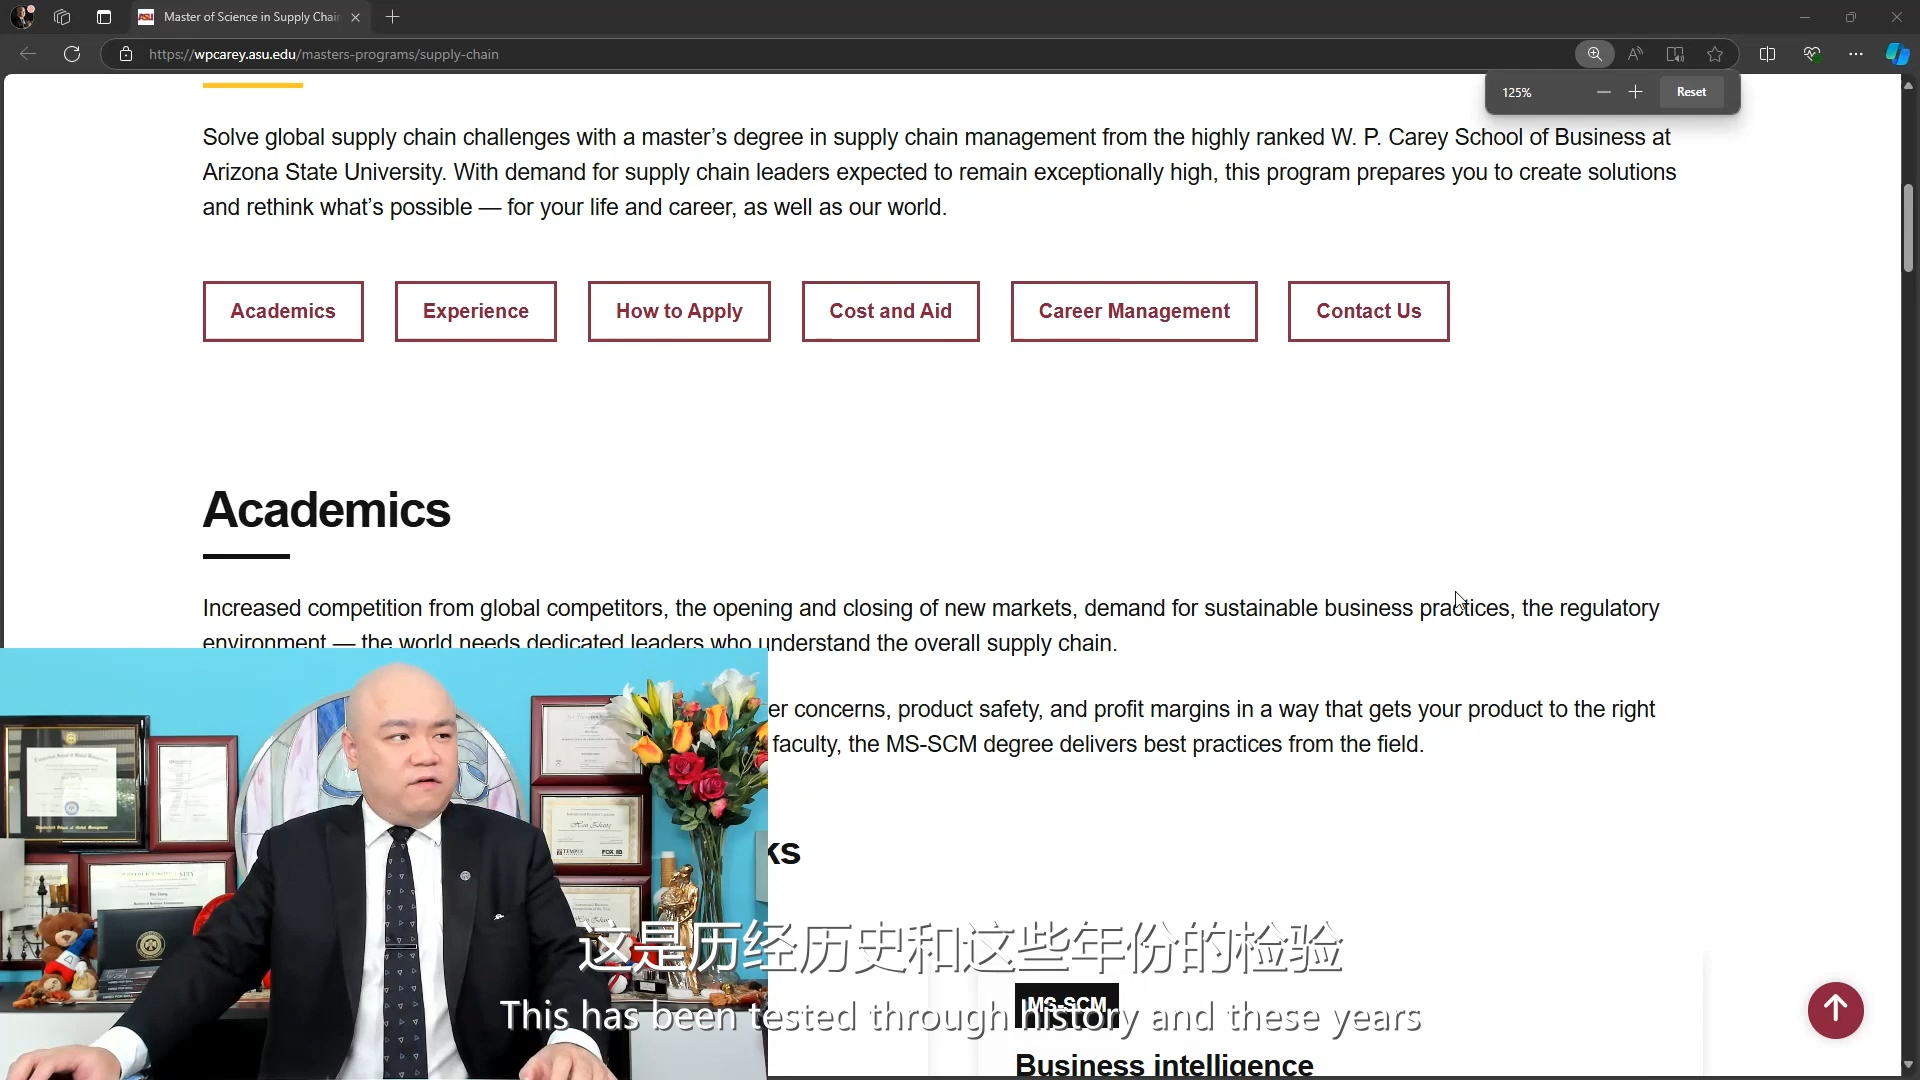 Master of Science in Supply Chai
https://wpcarey.asu.edu/masters-programs/supply-chain
125%
Reset
Solve global supply chain challenges with a master’s degree in supply chain management from the highly ranked W. P. Carey School of Business at
Arizona State University. With demand for supply chain leaders expected to remain exceptionally high, this program prepares you to create solutions
and rethink what’s possible — for your life and career, as well as our world.
Academics
Experience
How to Apply
Cost and Aid
Career Management
Contact Us
Academics
Increased competition from global competitors, the opening and closing of new markets, demand for sustainable business practices, the regulatory
environment — the world needs dedicated leaders who understand the overall supply chain.
er concerns, product safety, and profit margins in a way that gets your product to the right
faculty, the MS-SCM degree delivers best practices from the field.
ks
这是历经历史和这些年份的检验
MS-SCM
This has been tested through history and these years
Business intelligence